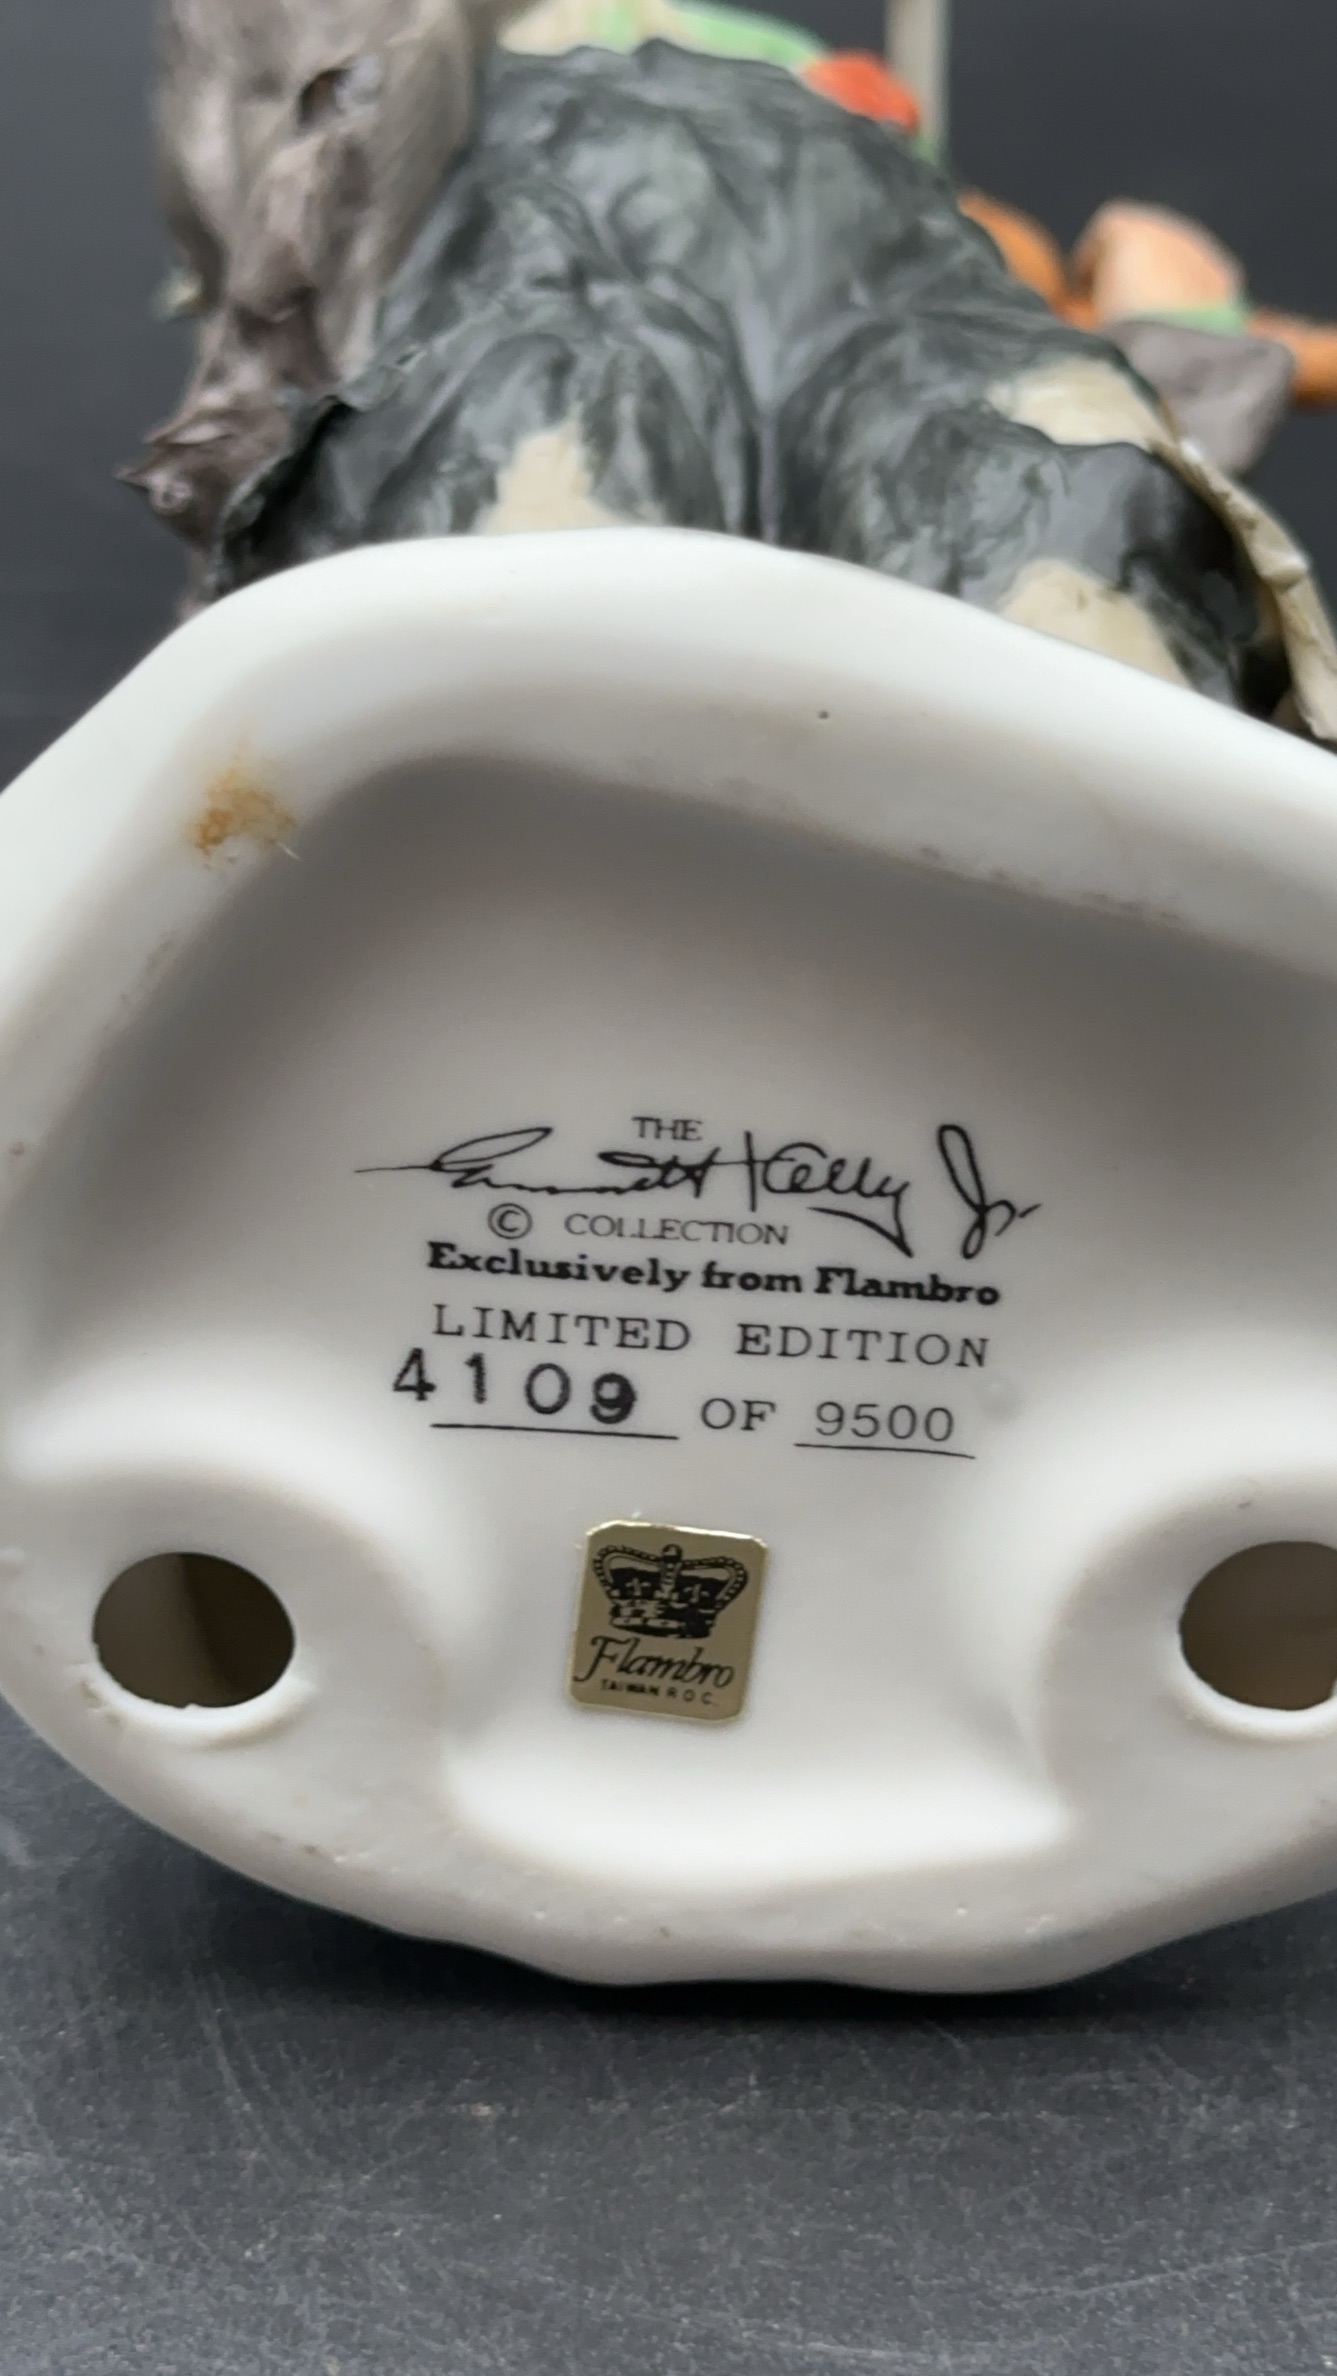 THE
Emmett Kelly Jr.
© COLLECTION
Exclusively from Flambro
LIMITED EDITION
4109 OF 9500
Flambro
TAIWAN R O C.